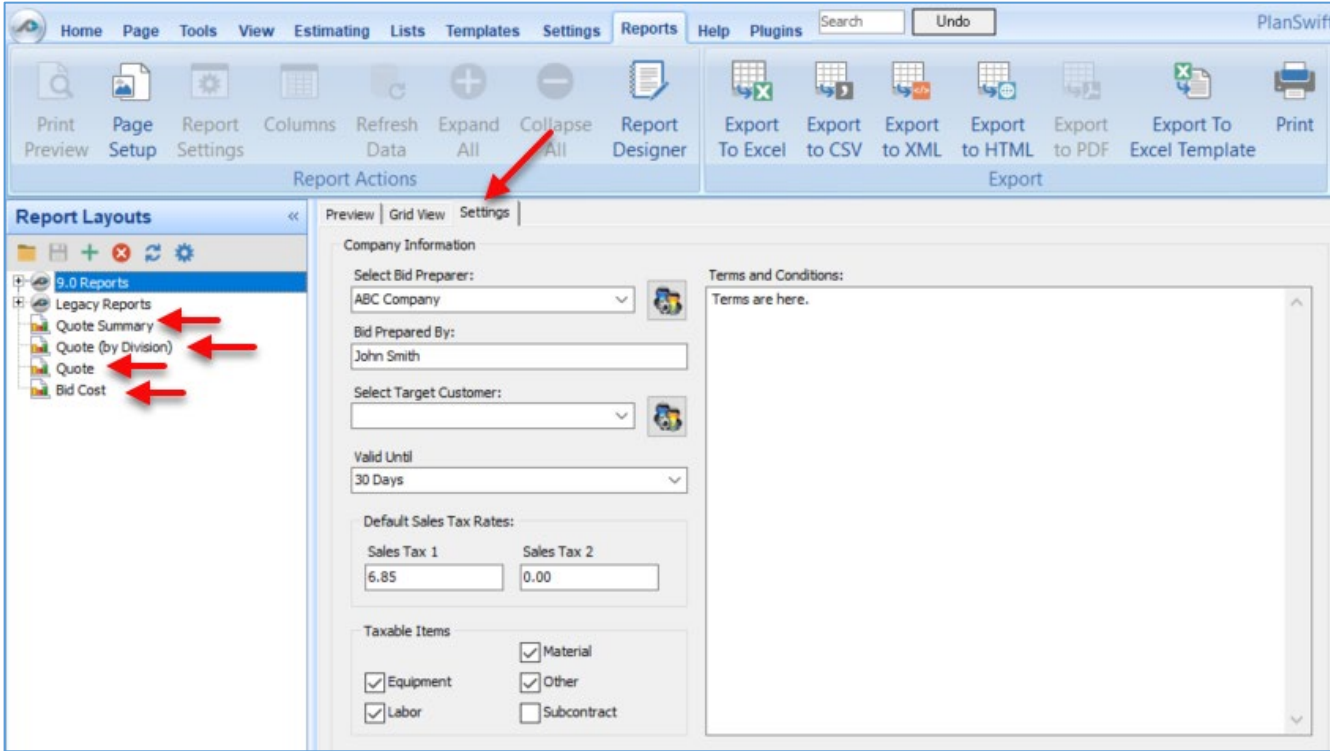 Home Page Tools View Estimating Lists Templates Settings Reports Help Plugins Search Undo PlanSwift
Print Preview
Page Setup
Report Settings
Columns
Refresh Data
Expand All
Collapse All
Report Designer
Export To Excel
Export to CSV
Export to XML
Export to HTML
Export to PDF
Export To Excel Template
Print
Report Actions
Export
Report Layouts «
9.0 Reports
Legacy Reports
Quote Summary
Quote (by Division)
Quote
Bid Cost
Preview Grid View Settings
Company Information
Select Bid Preparer:
ABC Company
Bid Prepared By:
John Smith
Select Target Customer:
Valid Until
30 Days
Default Sales Tax Rates:
Sales Tax 1 Sales Tax 2
6.85 0.00
Taxable Items
Material
Equipment Other
Labor Subcontract
Terms and Conditions:
Terms are here.